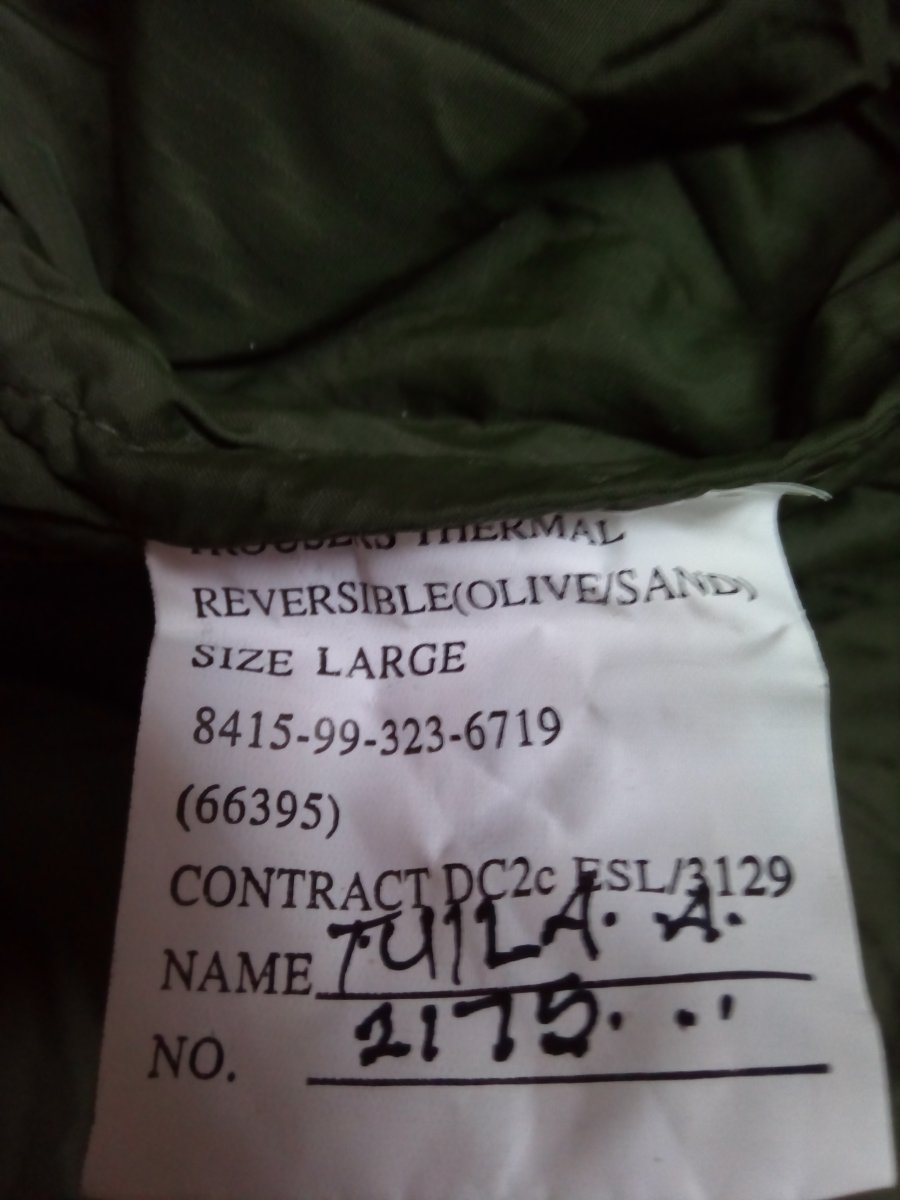 TROUSERS THERMAL
REVERSIBLE(OLIVE/SAND)
SIZE LARGE
8415-99-323-6719
(66395)
CONTRACT DC2c ESL/3129
NAME TUILA. A.
NO. 2175. ..